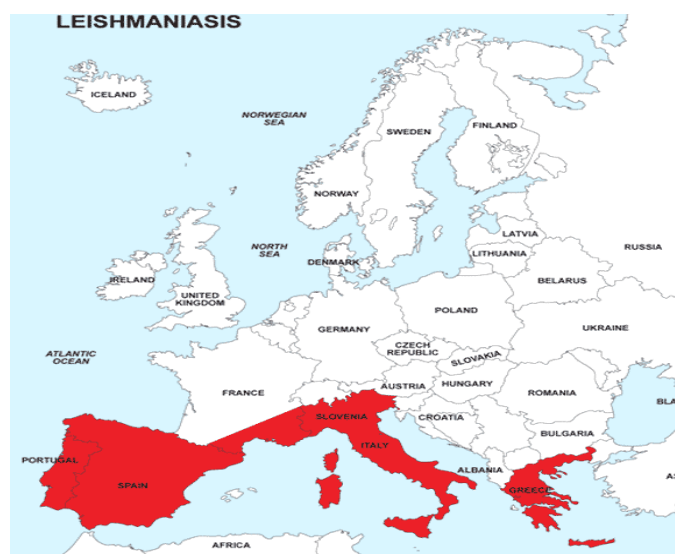 LEISHMANIASIS
ICELAND
NORWEGIAN
SEA
SWEDEN
FINLAND
NORWAY
LATVIA
NORTH
SEA
RUSSIA
DENMARK
LITHUANIA
IRELAND
BELARUS
UNITED
KINGDOM
POLAND
GERMANY
UKRAINE
CZECH
REPUBLIC
ATLANTIC
OCEAN
SLOVAKIA
AUSTRIA
HUNGARY
FRANCE
ROMANIA
BLA
SLOVENIA
CROATIA
ITALY
BULGARIA
PORTUGAL
ALBANIA
AS
SPAIN
GREECE
AFRICA